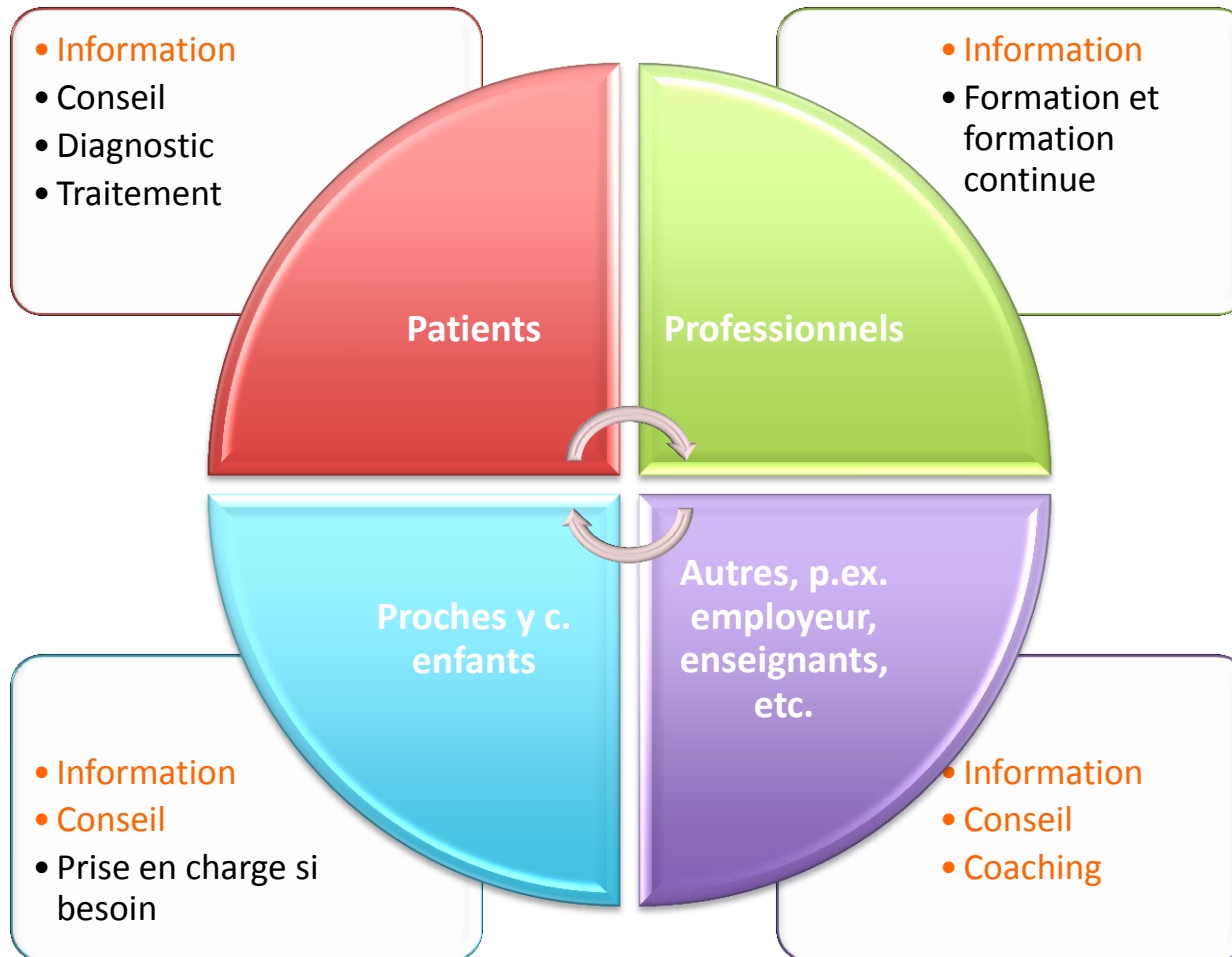 • Information
• Conseil
• Diagnostic
• Traitement
• Information
• Formation et
formation
continue
Patients
Professionnels
Proches y c.
enfants
Autres, p.ex.
employeur,
enseignants,
etc.
• Information
• Conseil
• Prise en charge si
besoin
• Information
• Conseil
• Coaching